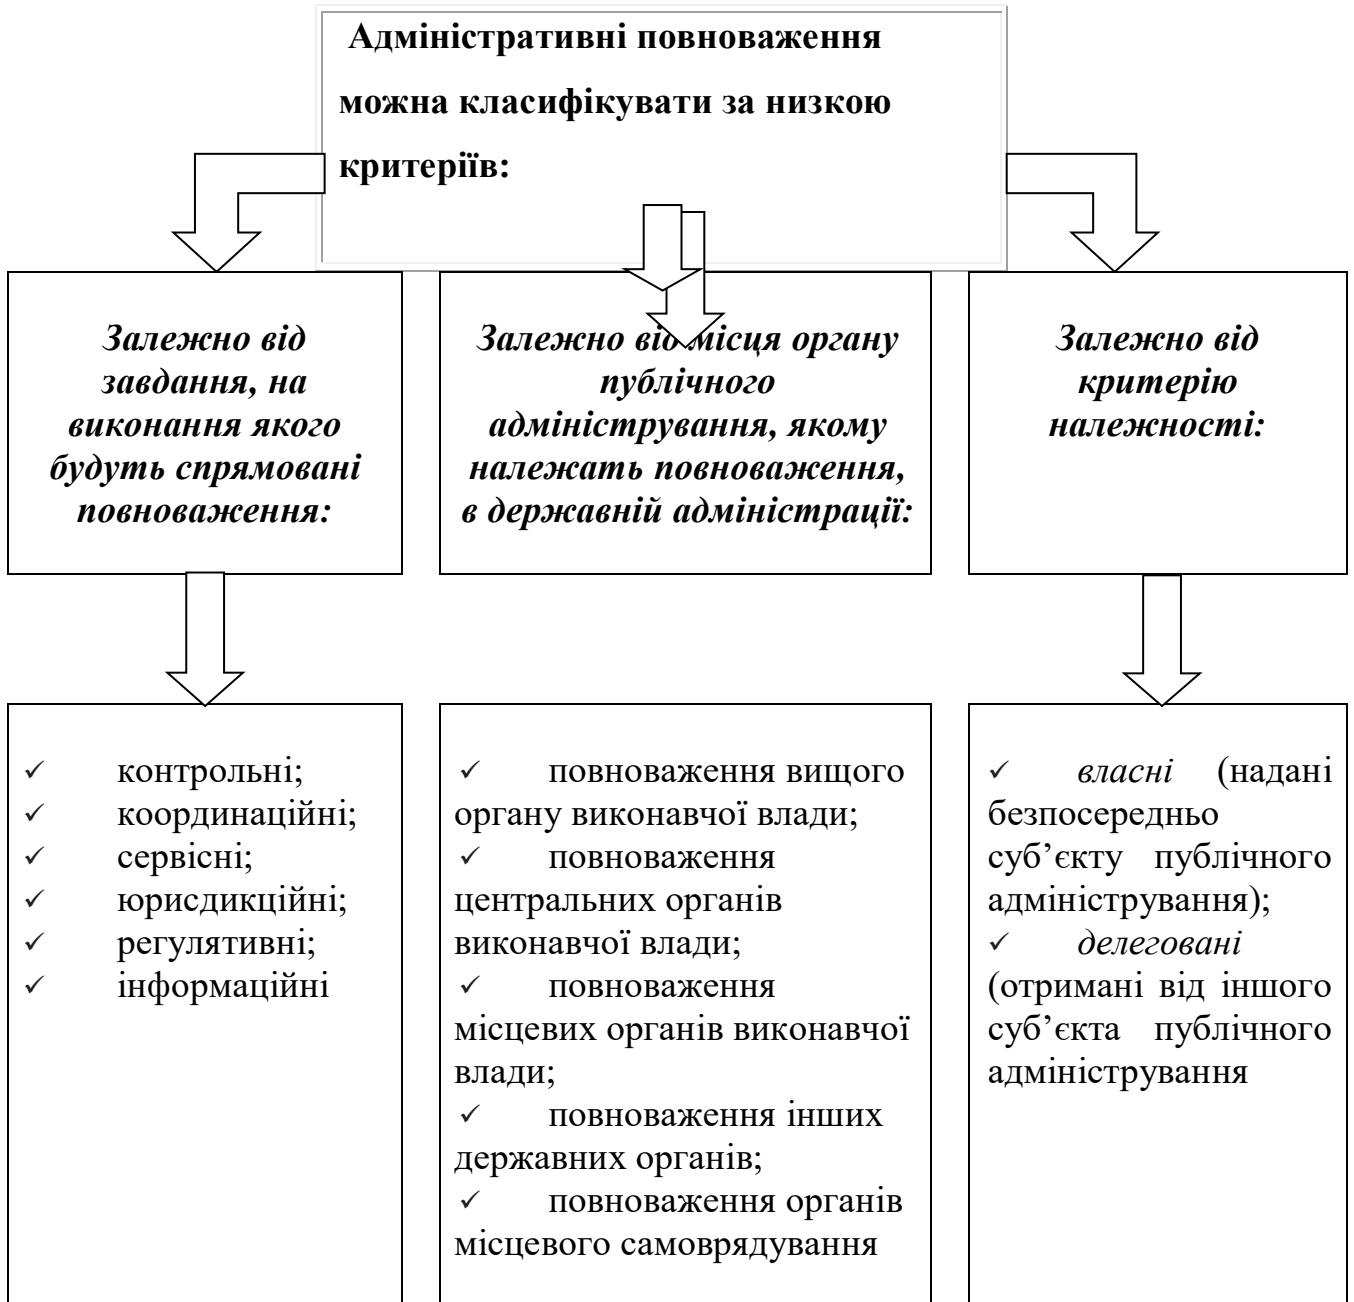 Адміністративні повноваження
можна класифікувати за низкою
критеріїв:
Залежно від
завдання, на
виконання якого
будуть спрямовані
повноваження:
Залежно від місця органу
публічного
адміністрування, якому
належать повноваження,
в державній адміністрації:
Залежно від
критерію
належності:
✓ контрольні;
✓ координаційні;
✓ сервісні;
✓ юрисдикційні;
✓ регулятивні;
✓ інформаційні
✓ повноваження вищого
органу виконавчої влади;
✓ повноваження
центральних органів
виконавчої влади;
✓ повноваження
місцевих органів виконавчої
влади;
✓ повноваження інших
державних органів;
✓ повноваження органів
місцевого самоврядування
✓ власні (надані
безпосередньо
суб’єкту публічного
адміністрування);
✓ делеговані
(отримані від іншого
суб’єкта публічного
адміністрування